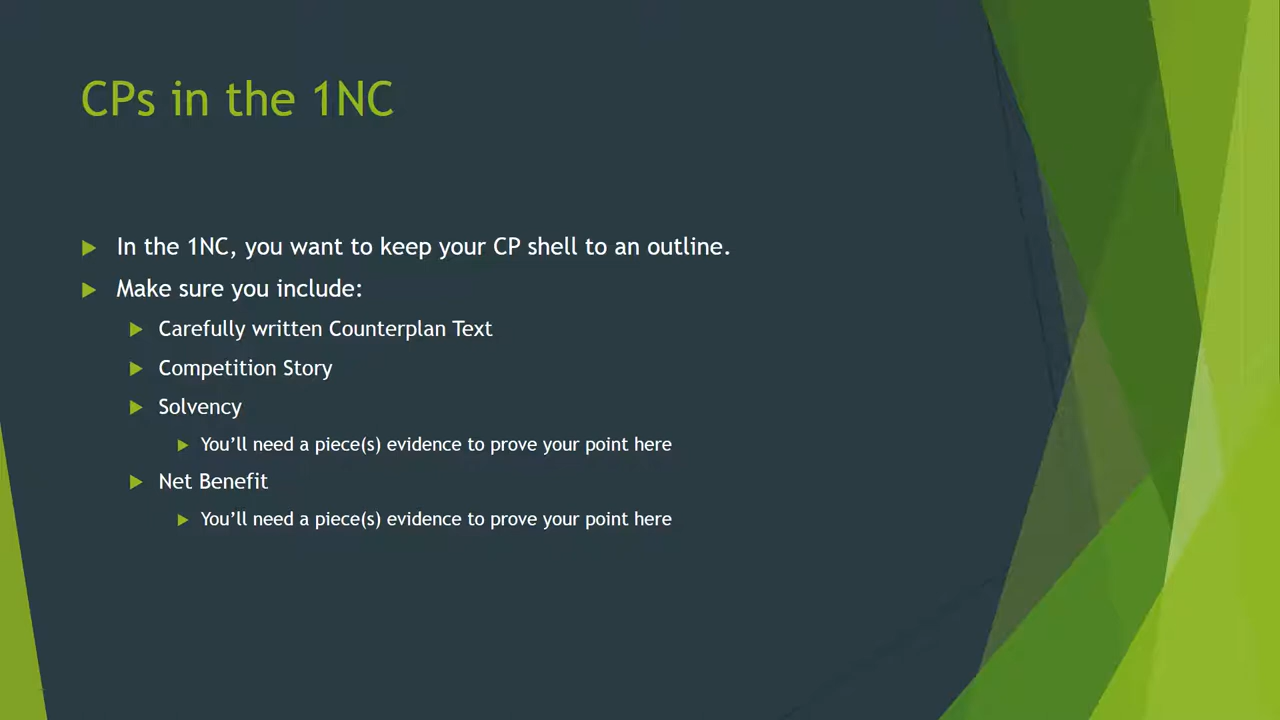 CPs in the 1NC
In the 1NC, you want to keep your CP shell to an outline.
Make sure you include:
Carefully written Counterplan Text
Competition Story
Solvency
You’ll need a piece(s) evidence to prove your point here
Net Benefit
You’ll need a piece(s) evidence to prove your point here